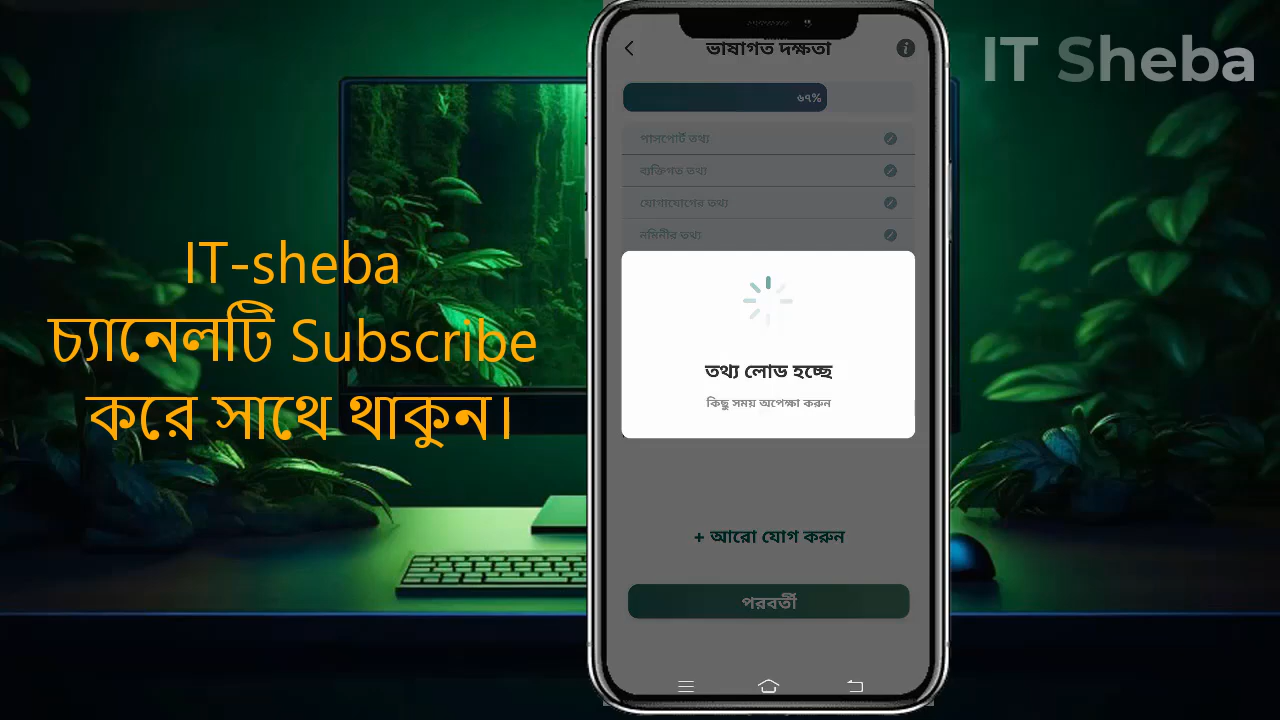 IT Sheba
IT-sheba
চ্যানেলটি Subscribe
করে সাথে থাকুন।
ভাষাগত দক্ষতা
৬৭%
পাসপোর্ট তথ্য
ব্যক্তিগত তথ্য
যোগাযোগের তথ্য
নমিনীর তথ্য
তথ্য লোড হচ্ছে
কিছু সময় অপেক্ষা করুন
+ আরো যোগ করুন
পরবর্তী